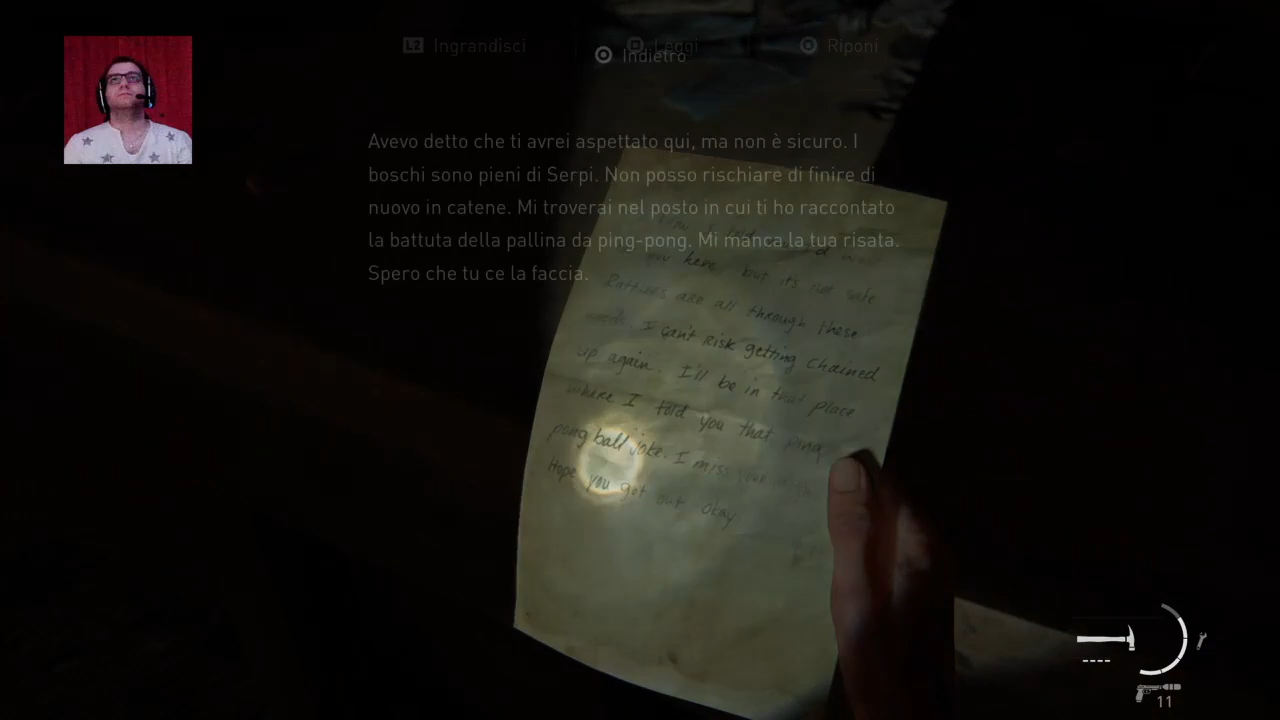 L2 Ingrandisci
Leggi
Riponi
Indietro
Avevo detto che ti avrei aspettato qui, ma non è sicuro. I
boschi sono pieni di Serpi. Non posso rischiare di finire di
nuovo in catene. Mi troverai nel posto in cui ti ho raccontato
la battuta della pallina da ping-pong. Mi manca la tua risata.
Spero che tu ce la faccia.
you here but its not safe
Rattlers are all through these
woods. I can't risk getting chained
up again. I'll be in that place
where I told you that ping
pong ball joke. I miss your
Hope you got out okay
11